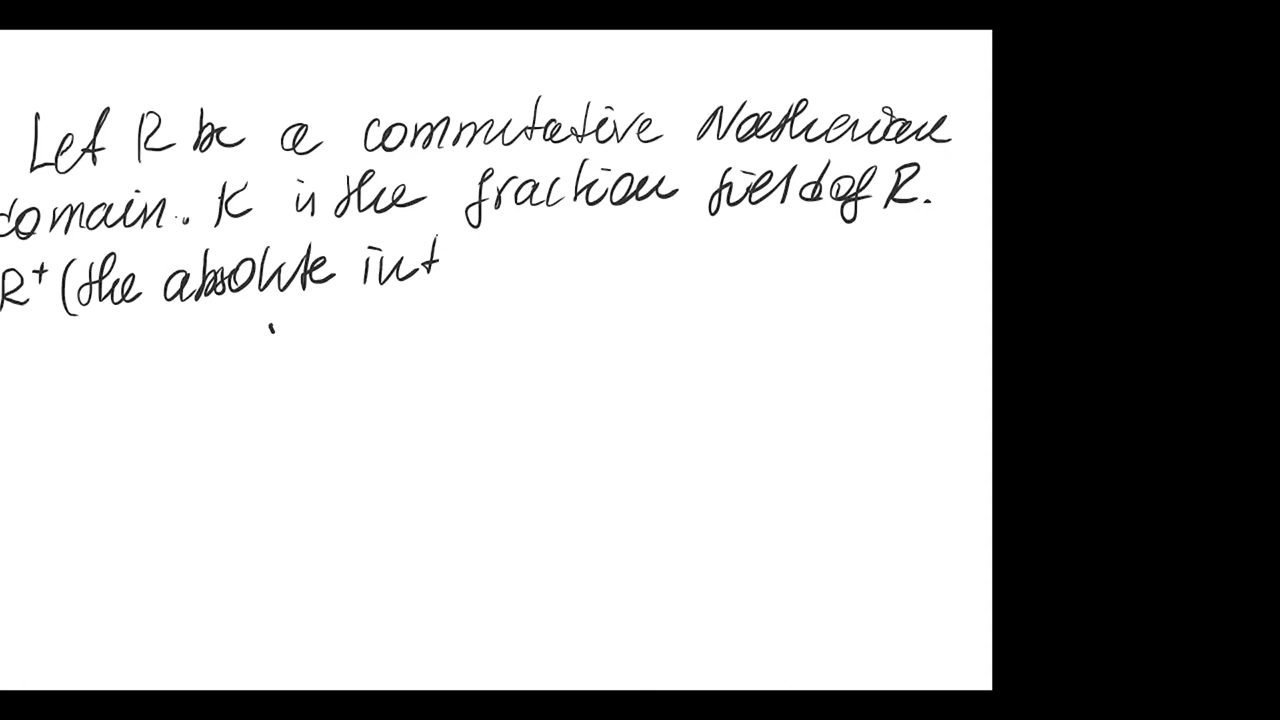 Let R be a commutative Noetherian
domain. K is the fraction field of R.
R⁺ (the absolute int